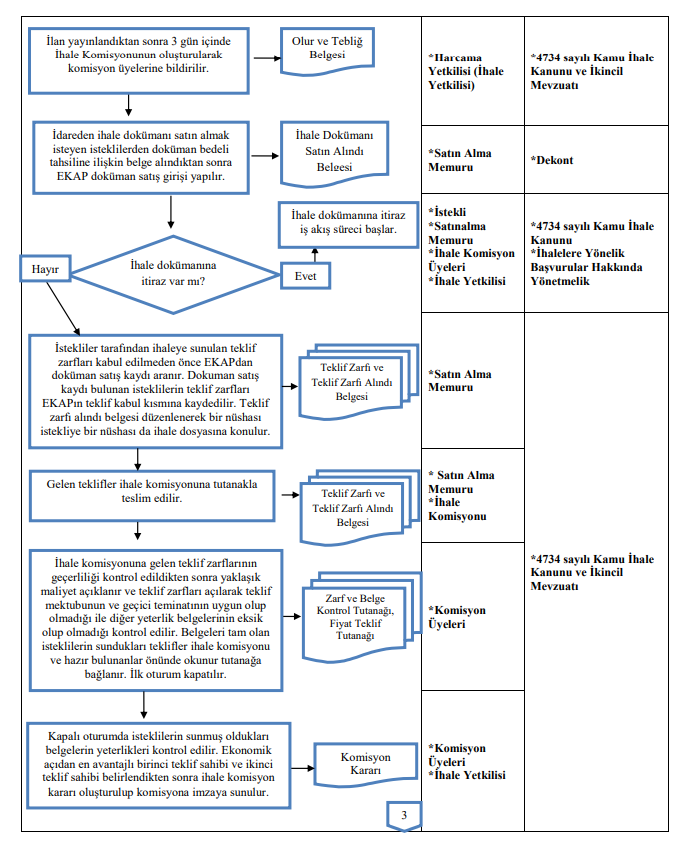 İlan yayınlandıktan sonra 3 gün içinde
İhale Komisyonunun oluşturularak
komisyon üyelerine bildirilir.
Olur ve Tebliğ
Belgesi
*Harcama
Yetkilisi (İhale
Yetkilisi)
*4734 sayılı Kamu İhale
Kanunu ve İkincil
Mevzuatı
İdareden ihale dokümanı satın almak
isteyen isteklilerden doküman bedeli
tahsiline ilişkin belge alındıktan sonra
EKAP doküman satış girişi yapılır.
İhale Dokümanı
Satın Alındı
Belgesi
*Satın Alma
Memuru
*Dekont
İhale dokümanına itiraz
iş akış süreci başlar.
*İstekli
*Satınalma
Memuru
*İhale Komisyon
Üyeleri
*İhale Yetkilisi
*4734 sayılı Kamu İhale
Kanunu
*İhalelere Yönelik
Başvurular Hakkında
Yönetmelik
Hayır
İhale dokümanına
itiraz var mı?
Evet
İstekliler tarafından ihaleye sunulan teklif
zarfları kabul edilmeden önce EKAPdan
doküman satış kaydı aranır. Dokuman satış
kaydı bulunan isteklilerin teklif zarfları
EKAPın teklif kabul kısmına kaydedilir. Teklif
zarfı alındı belgesi düzenlenerek bir nüshası
istekliye bir nüshası da ihale dosyasına konulur.
Teklif Zarfı ve
Teklif Zarfı Alındı
Belgesi
*Satın Alma
Memuru
Gelen teklifler ihale komisyonuna tutanakla
teslim edilir.
Teklif Zarfı ve
Teklif Zarfı Alındı
Belgesi
* Satın Alma
Memuru
*İhale
Komisyonu
*4734 sayılı Kamu İhale
Kanunu ve İkincil
Mevzuatı
İhale komisyonuna gelen teklif zarflarının
geçerliliği kontrol edildikten sonra yaklaşık
maliyet açıklanır ve teklif zarfları açılarak teklif
mektubunun ve geçici teminatının uygun olup
olmadığı ile diğer yeterlik belgelerinin eksik
olup olmadığı kontrol edilir. Belgeleri tam olan
isteklilerin sundukları teklifler ihale komisyonu
ve hazır bulunanlar önünde okunur tutanağa
bağlanır. İlk oturum kapatılır.
Zarf ve Belge
Kontrol Tutanağı,
Fiyat Teklif
Tutanağı
*Komisyon
Üyeleri
Kapalı oturumda isteklilerin sunmuş oldukları
belgelerin yeterlikleri kontrol edilir. Ekonomik
açıdan en avantajlı birinci teklif sahibi ve ikinci
teklif sahibi belirlendikten sonra ihale komisyon
kararı oluşturulup komisyona imzaya sunulur.
Komisyon
Kararı
*Komisyon
Üyeleri
*İhale Yetkilisi
3